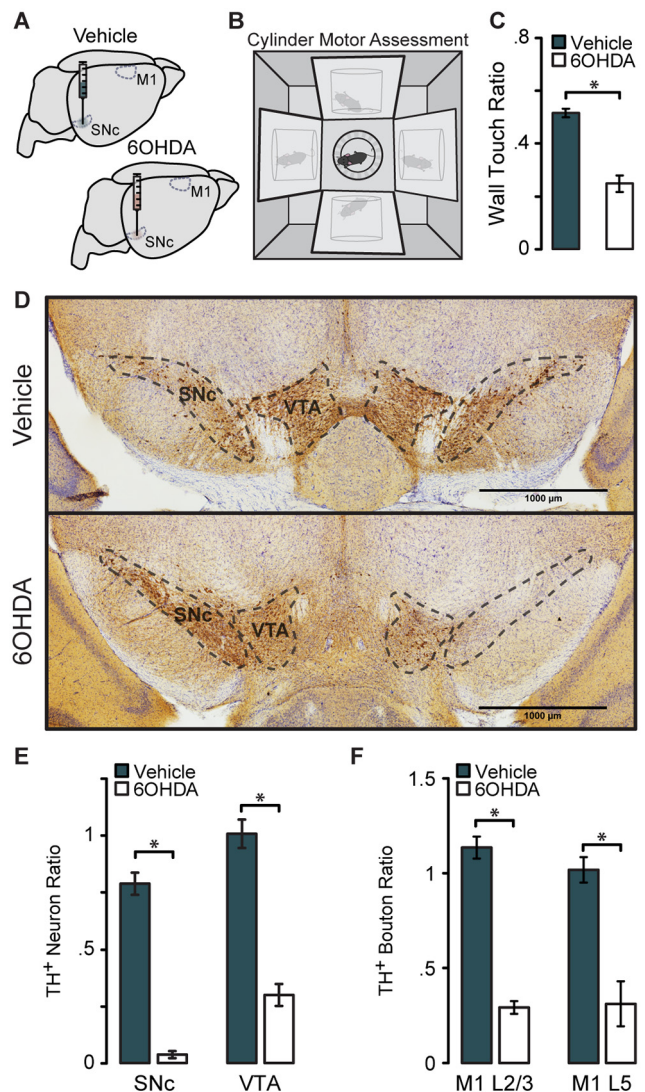 A
Vehicle
M1
SNc
6OHDA
M1
SNc
B
Cylinder Motor Assessment
C
Vehicle
6OHDA
Wall Touch Ratio
.8
.4
0
*
D
Vehicle
SNc
VTA
1000 µm
6OHDA
SNc
VTA
1000 µm
E
Vehicle
6OHDA
TH+ Neuron Ratio
1
.5
0
*
*
SNc
VTA
F
Vehicle
6OHDA
TH+ Bouton Ratio
1.5
1
.5
0
*
*
M1 L2/3
M1 L5